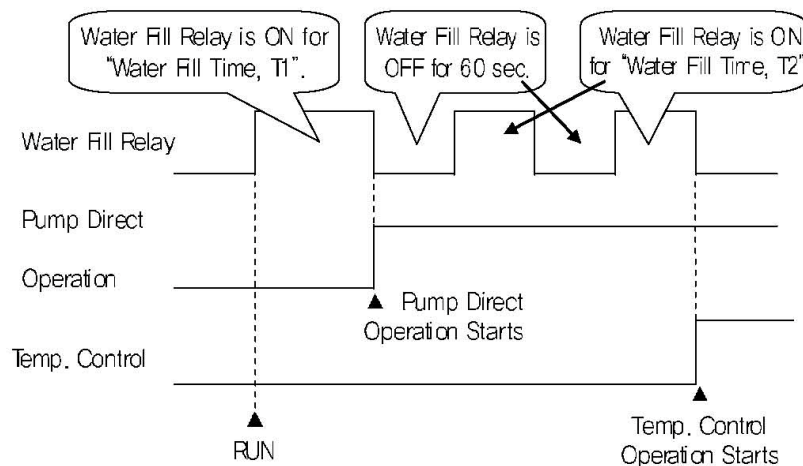 Water Fill Relay is ON for
“Water Fill Time, T1”.
Water Fill Relay is
OFF for 60 sec.
Water Fill Relay is ON
for “Water Fill Time, T2”
Water Fill Relay
Pump Direct
Operation
Pump Direct
Operation Starts
Temp. Control
RUN
Temp. Control
Operation Starts